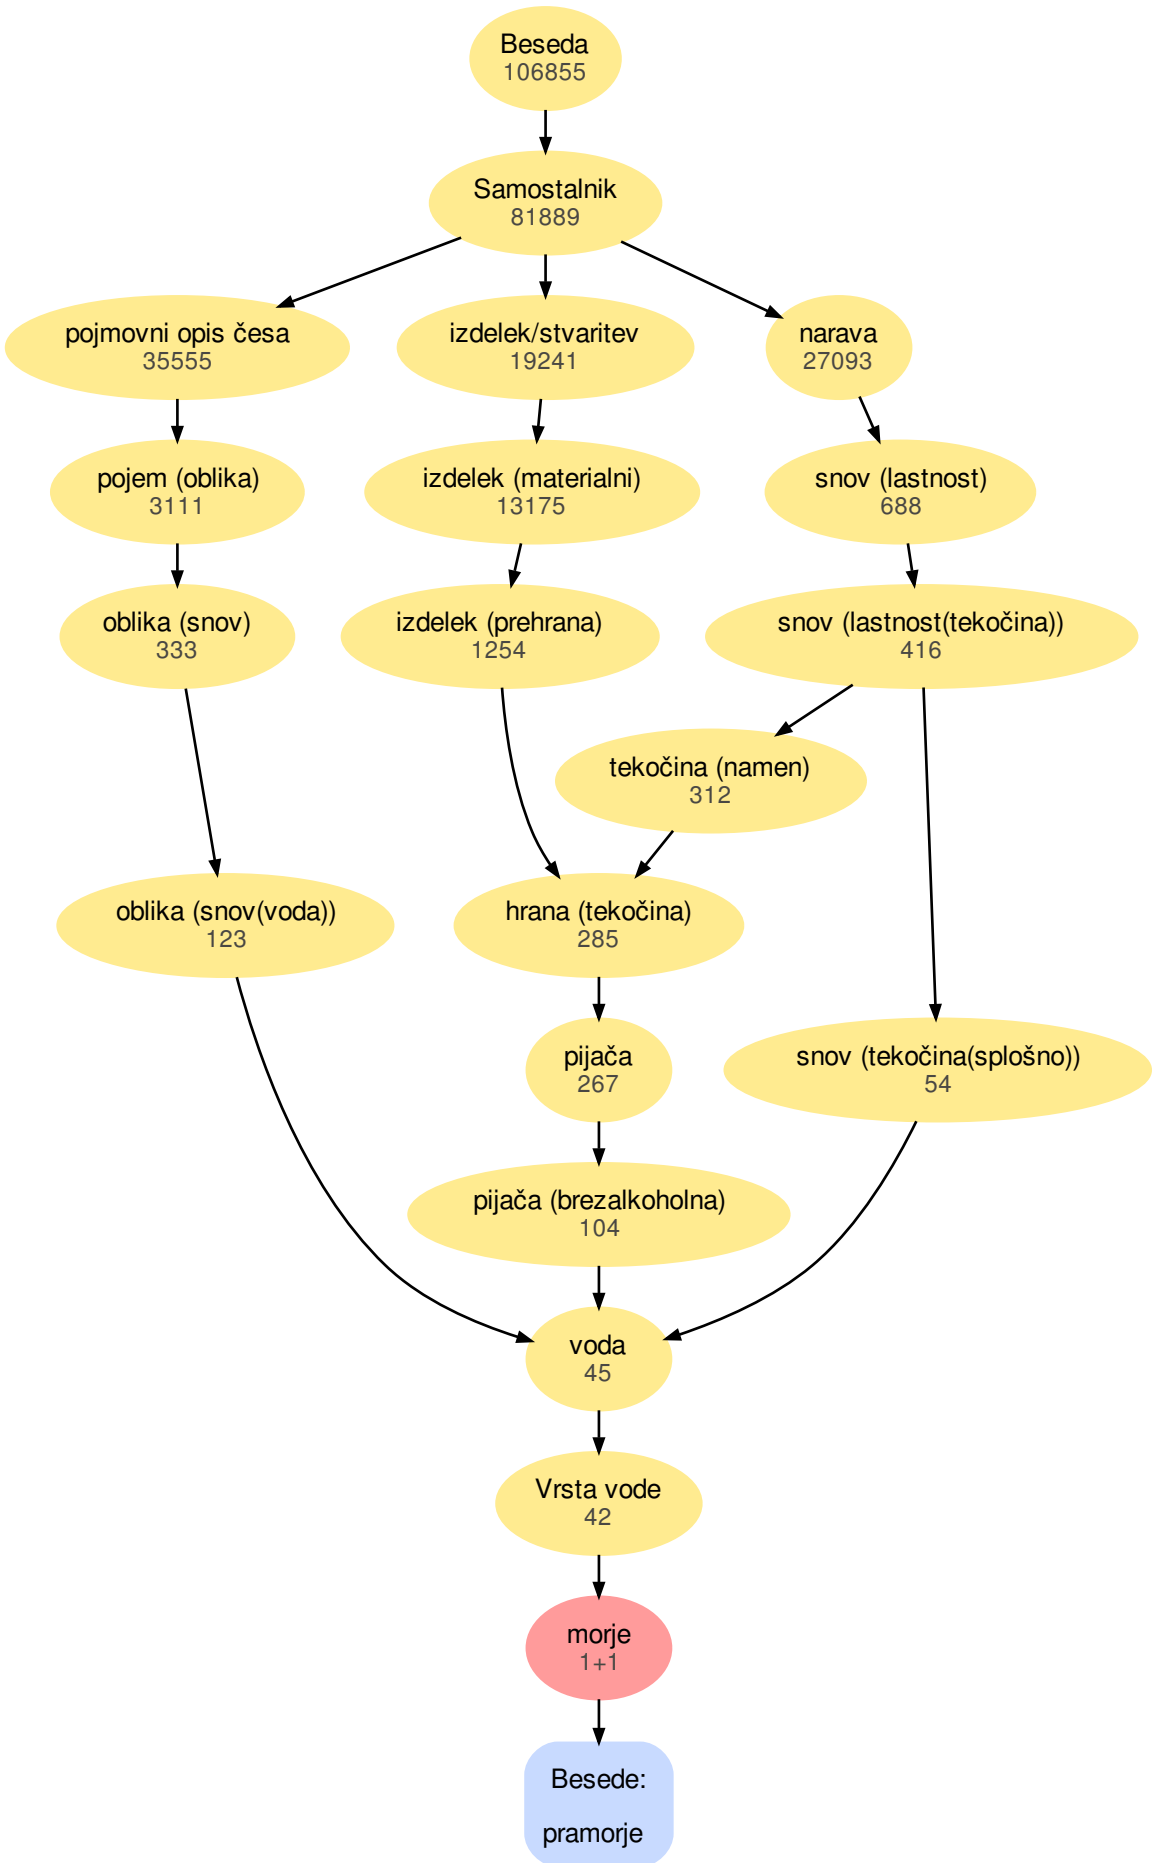 Beseda
106855
Samostalnik
81889
pojmovni opis česa
35555
izdelek/stvaritev
19241
narava
27093
pojem (oblika)
3111
izdelek (materialni)
13175
snov (lastnost)
688
oblika (snov)
333
izdelek (prehrana)
1254
snov (lastnost(tekočina))
416
tekočina (namen)
312
oblika (snov(voda))
123
hrana (tekočina)
285
pijača
267
snov (tekočina(splošno))
54
pijača (brezalkoholna)
104
voda
45
Vrsta vode
42
morje
1+1
Besede:
pramorje